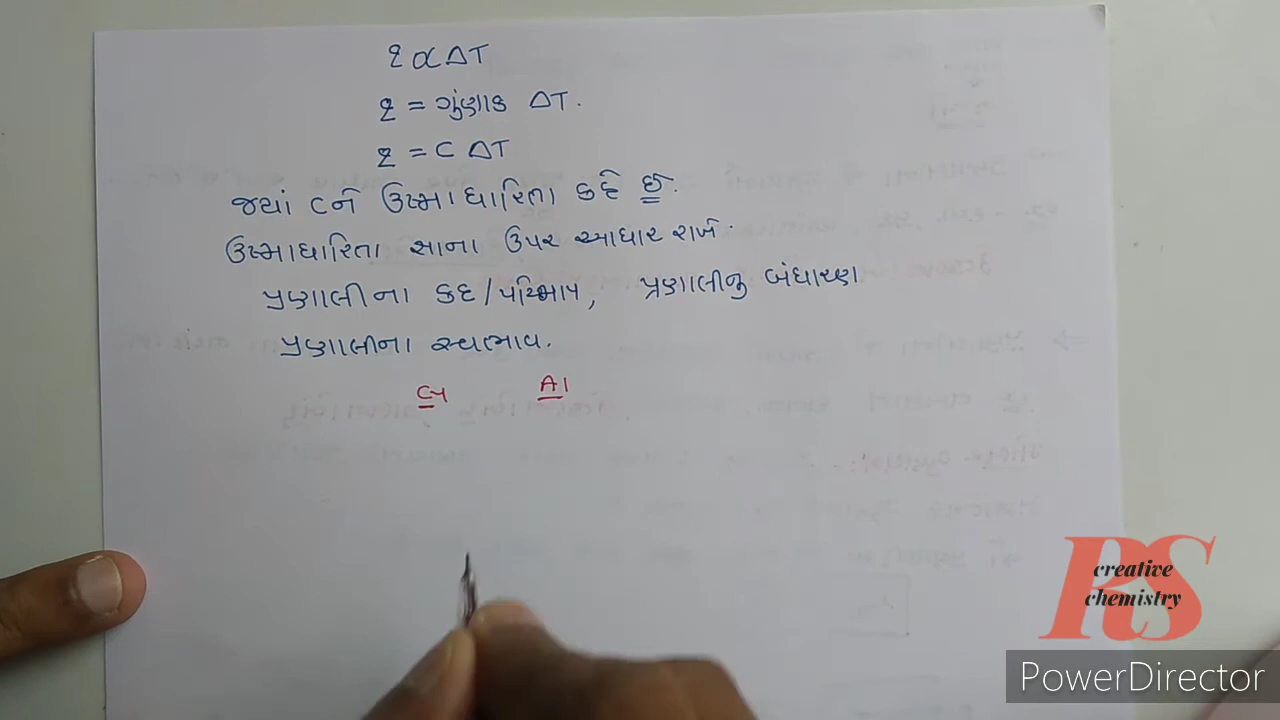 q ∝ ΔT
q = ગુંણાક ΔT.
q = C ΔT
જ્યાં C ને ઉષ્માધારિતા કહે છે.
ઉષ્માધારિતા સાના ઉપર આધાર રાખે.
પ્રણાલીના કદ / પરિમાપ, પ્રણાલીનુ બંધારણ
પ્રણાલીના સ્વભાવ.
Cu Al
RS
creative
chemistry
PowerDirector